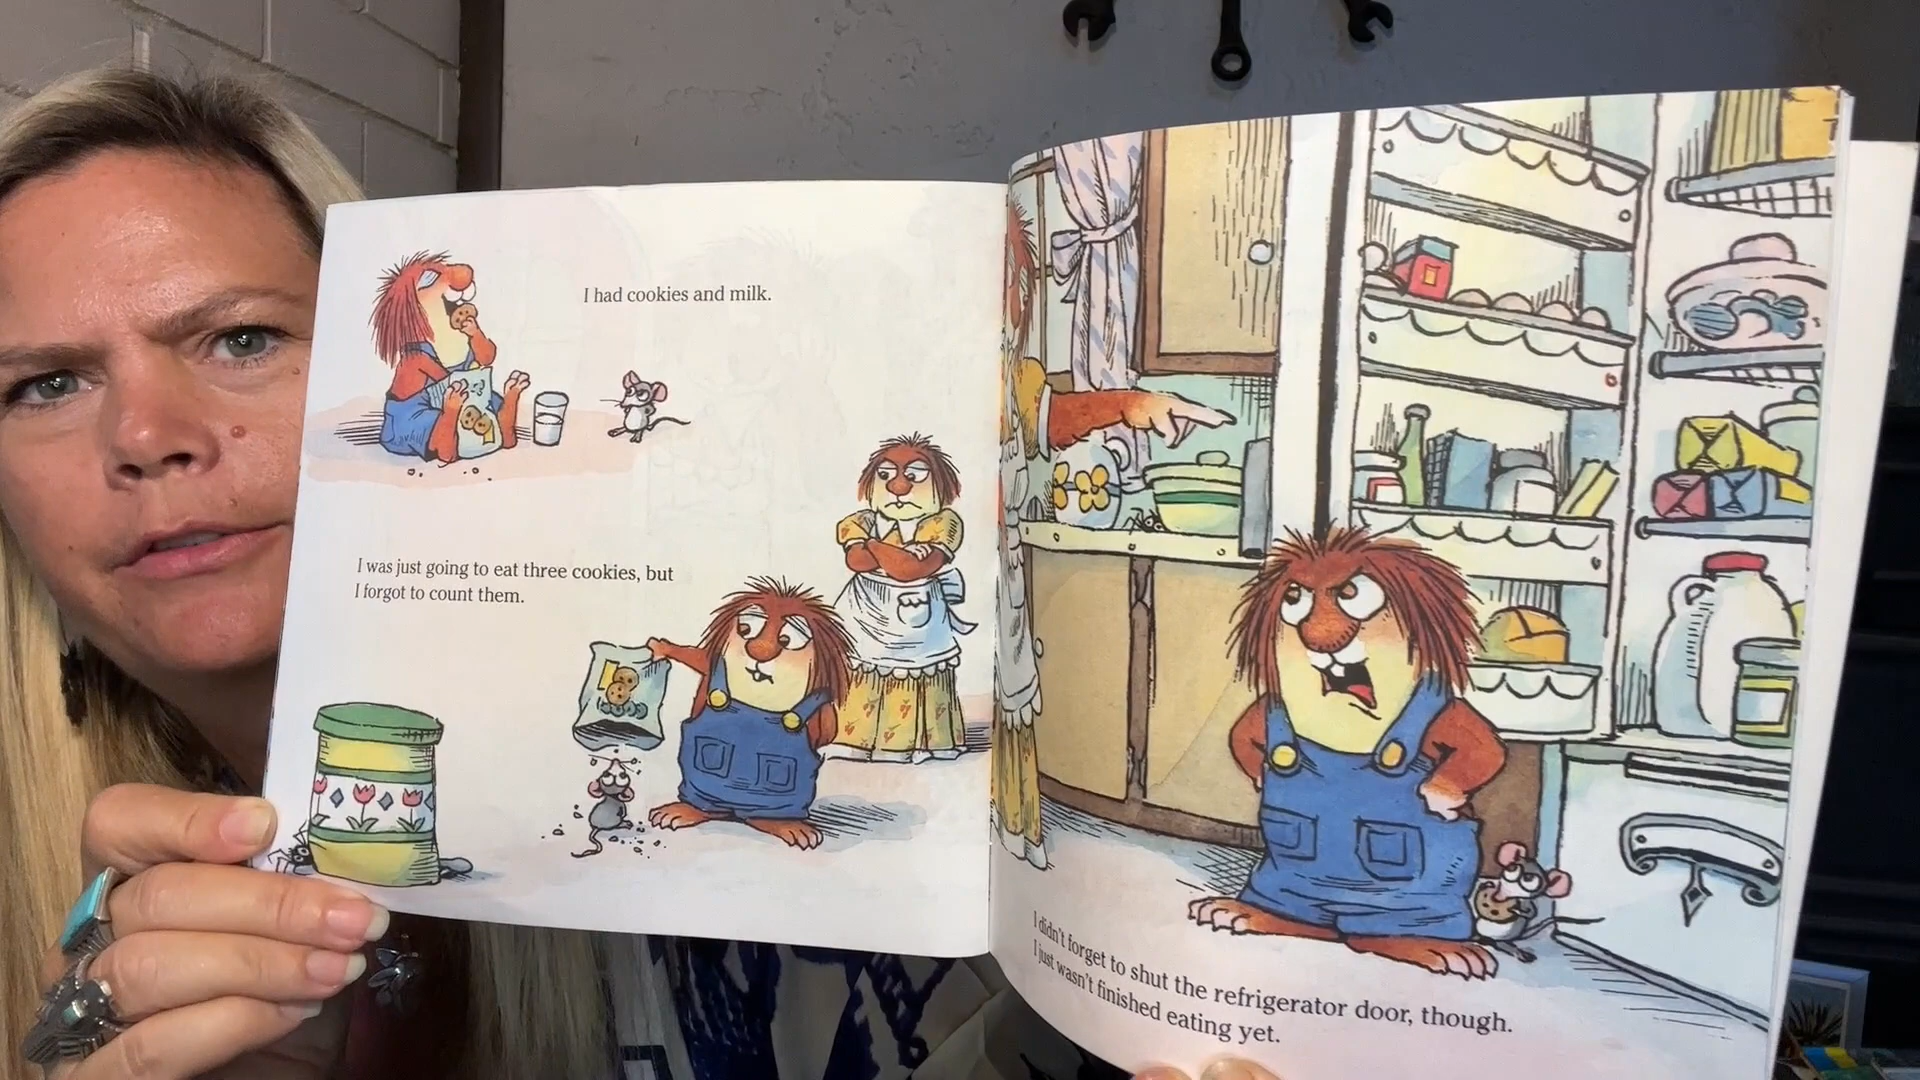 I had cookies and milk.
I was just going to eat three cookies, but
I forgot to count them.
I didn't forget to shut the refrigerator door, though.
I just wasn't finished eating yet.